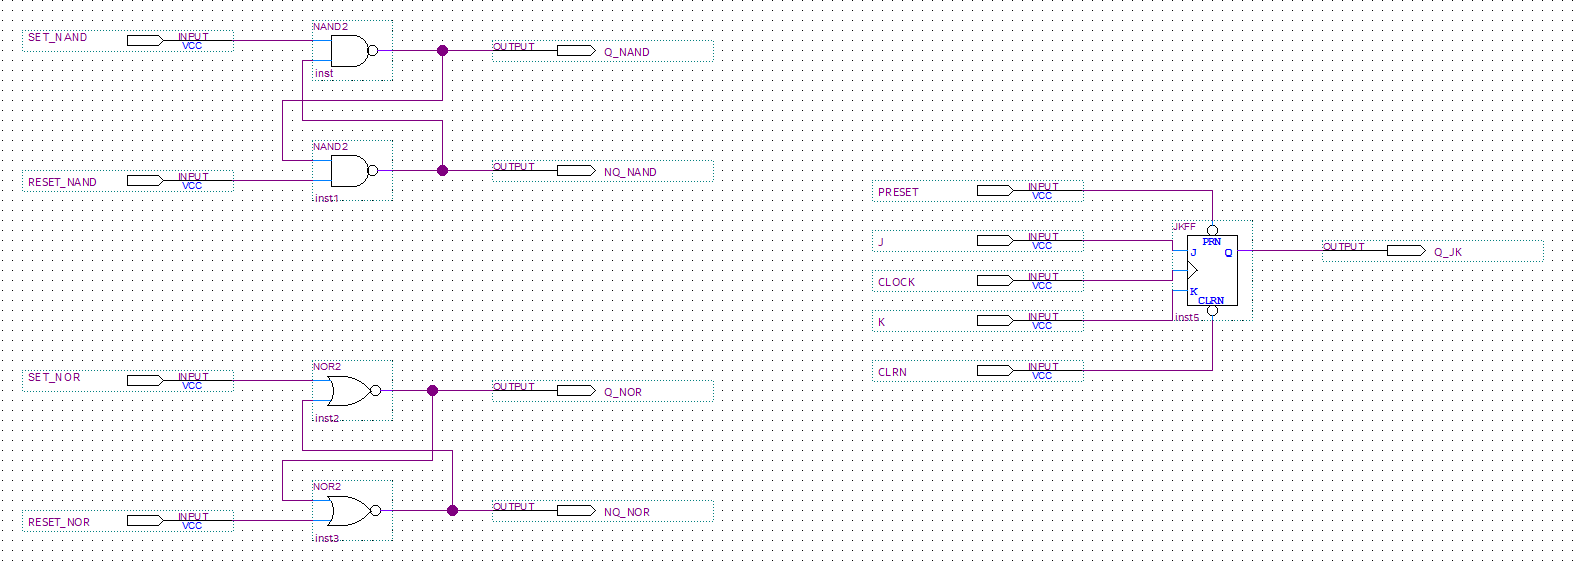 NAND2
SET_NAND
INPUT
VCC
OUTPUT
Q_NAND
inst
NAND2
RESET_NAND
INPUT
VCC
OUTPUT
NQ_NAND
inst1
SET_NOR
INPUT
VCC
NOR2
OUTPUT
Q_NOR
inst2
NOR2
RESET_NOR
INPUT
VCC
OUTPUT
NQ_NOR
inst3
PRESET
INPUT
VCC
J
INPUT
VCC
CLOCK
INPUT
VCC
K
INPUT
VCC
CLRN
INPUT
VCC
JKFF
PRN
J
Q
K
CLRN
inst5
OUTPUT
Q_JK